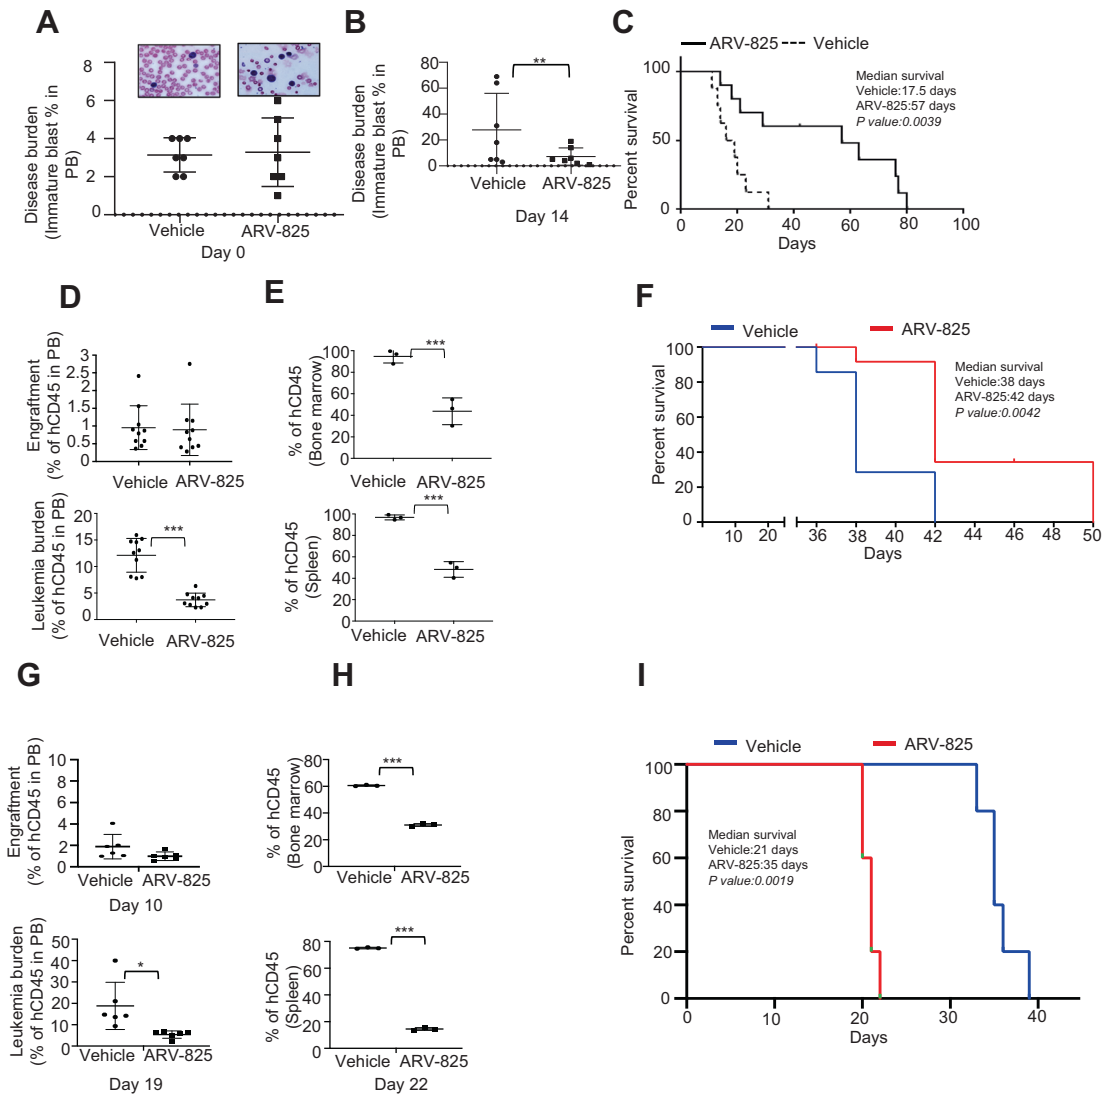 A
Disease burden
(Immature blast % in
PB)
8
6
4
2
0
Vehicle
ARV-825
Day 0
B
Disease burden
(Immature blast % in
PB)
80
60
40
20
0
**
Vehicle
ARV-825
Day 14
C
ARV-825
Vehicle
Percent survival
100
50
0
Median survival
Vehicle:17.5 days
ARV-825:57 days
P value:0.0039
0 20 40 60 80 100
Days
D
Engraftment
(% of hCD45 in PB)
3
2.5
2
1.5
1
0.5
0
Vehicle ARV-825
Leukemia burden
(% of hCD45 in PB)
20
15
10
5
0
***
Vehicle ARV-825
E
% of hCD45
(Bone marrow)
100
80
60
40
20
0
***
Vehicle ARV-825
% of hCD45
(Spleen)
100
80
60
40
20
0
***
Vehicle ARV-825
F
Vehicle
ARV-825
Percent survival
100
80
60
40
20
0
Median survival
Vehicle:38 days
ARV-825:42 days
P value:0.0042
10 20 36 38 40 42 44 46 48 50
Days
G
Engraftment
(% of hCD45 in PB)
10
8
6
4
2
0
Vehicle ARV-825
Day 10
Leukemia burden
(% of hCD45 in PB)
50
40
30
20
10
0
*
Vehicle ARV-825
Day 19
H
% of hCD45
(Bone marrow)
80
60
40
20
0
***
Vehicle ARV-825
% of hCD45
(Spleen)
80
60
40
20
0
***
Vehicle ARV-825
Day 22
I
Vehicle
ARV-825
Percent survival
100
80
60
40
20
0
Median survival
Vehicle:21 days
ARV-825:35 days
P value:0.0019
0 10 20 30 40
Days